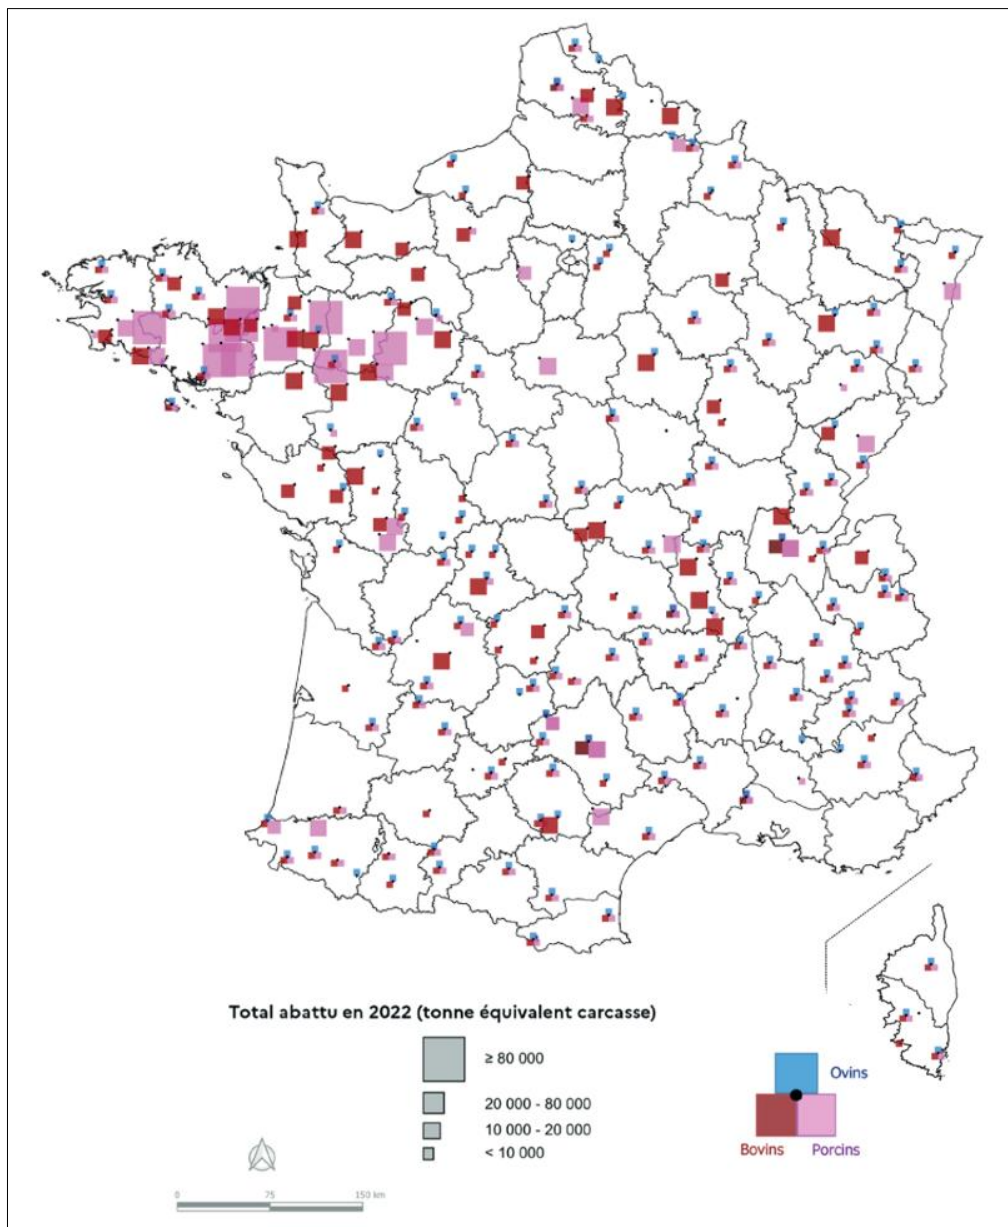 Total abattu en 2022 (tonne équivalent carcasse)
≥ 80 000
20 000 - 80 000
10 000 - 20 000
< 10 000
Ovins
Bovins
Porcins
0
75
150 km